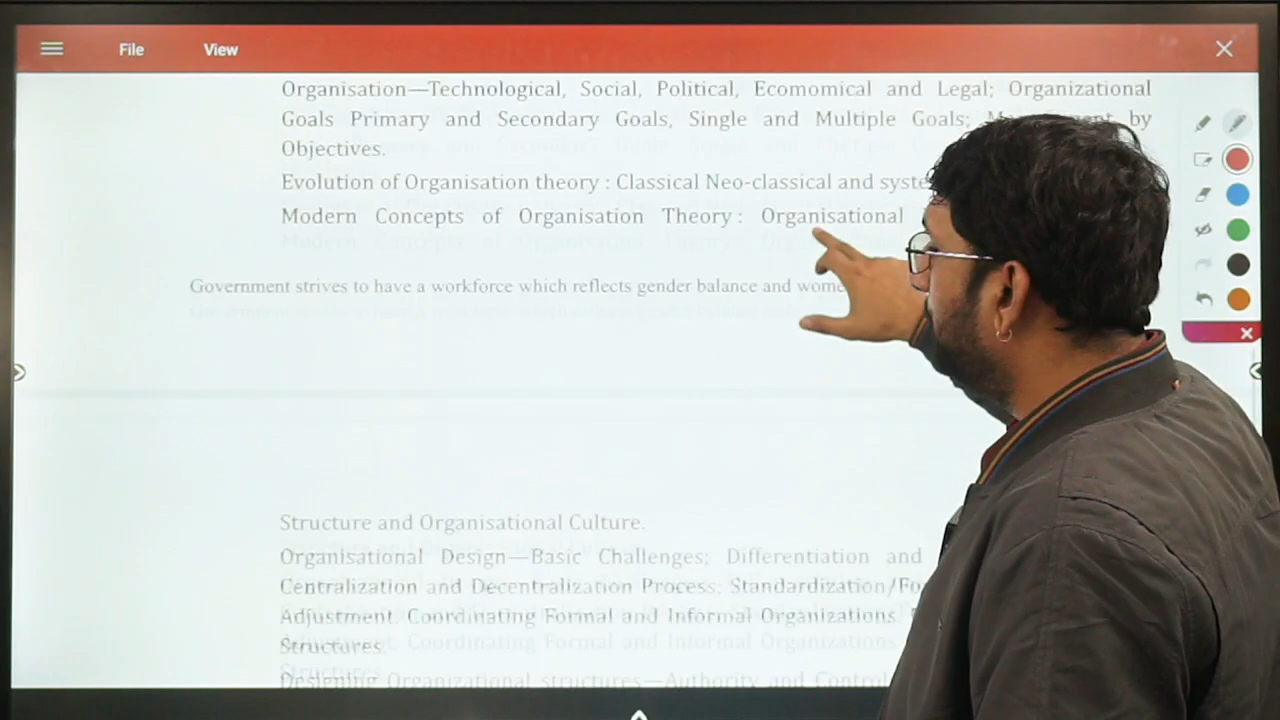 File View
Organisation—Technological, Social, Political, Ecomomical and Legal; Organizational
Goals Primary and Secondary Goals, Single and Multiple Goals; by
Objectives.
Evolution of Organisation theory : Classical Neo-classical and
Modern Concepts of Organisation Theory : Organisational
Government strives to have a workforce which reflects gender balance and
Structure and Organisational Culture.
Organisational Design—Basic Challenges; Differentiation and
Centralization and Decentralization Process; Standardization/
Adjustment. Coordinating Formal and Informal Organizations.
Structures
Designing Organizational structures—Authority and Control